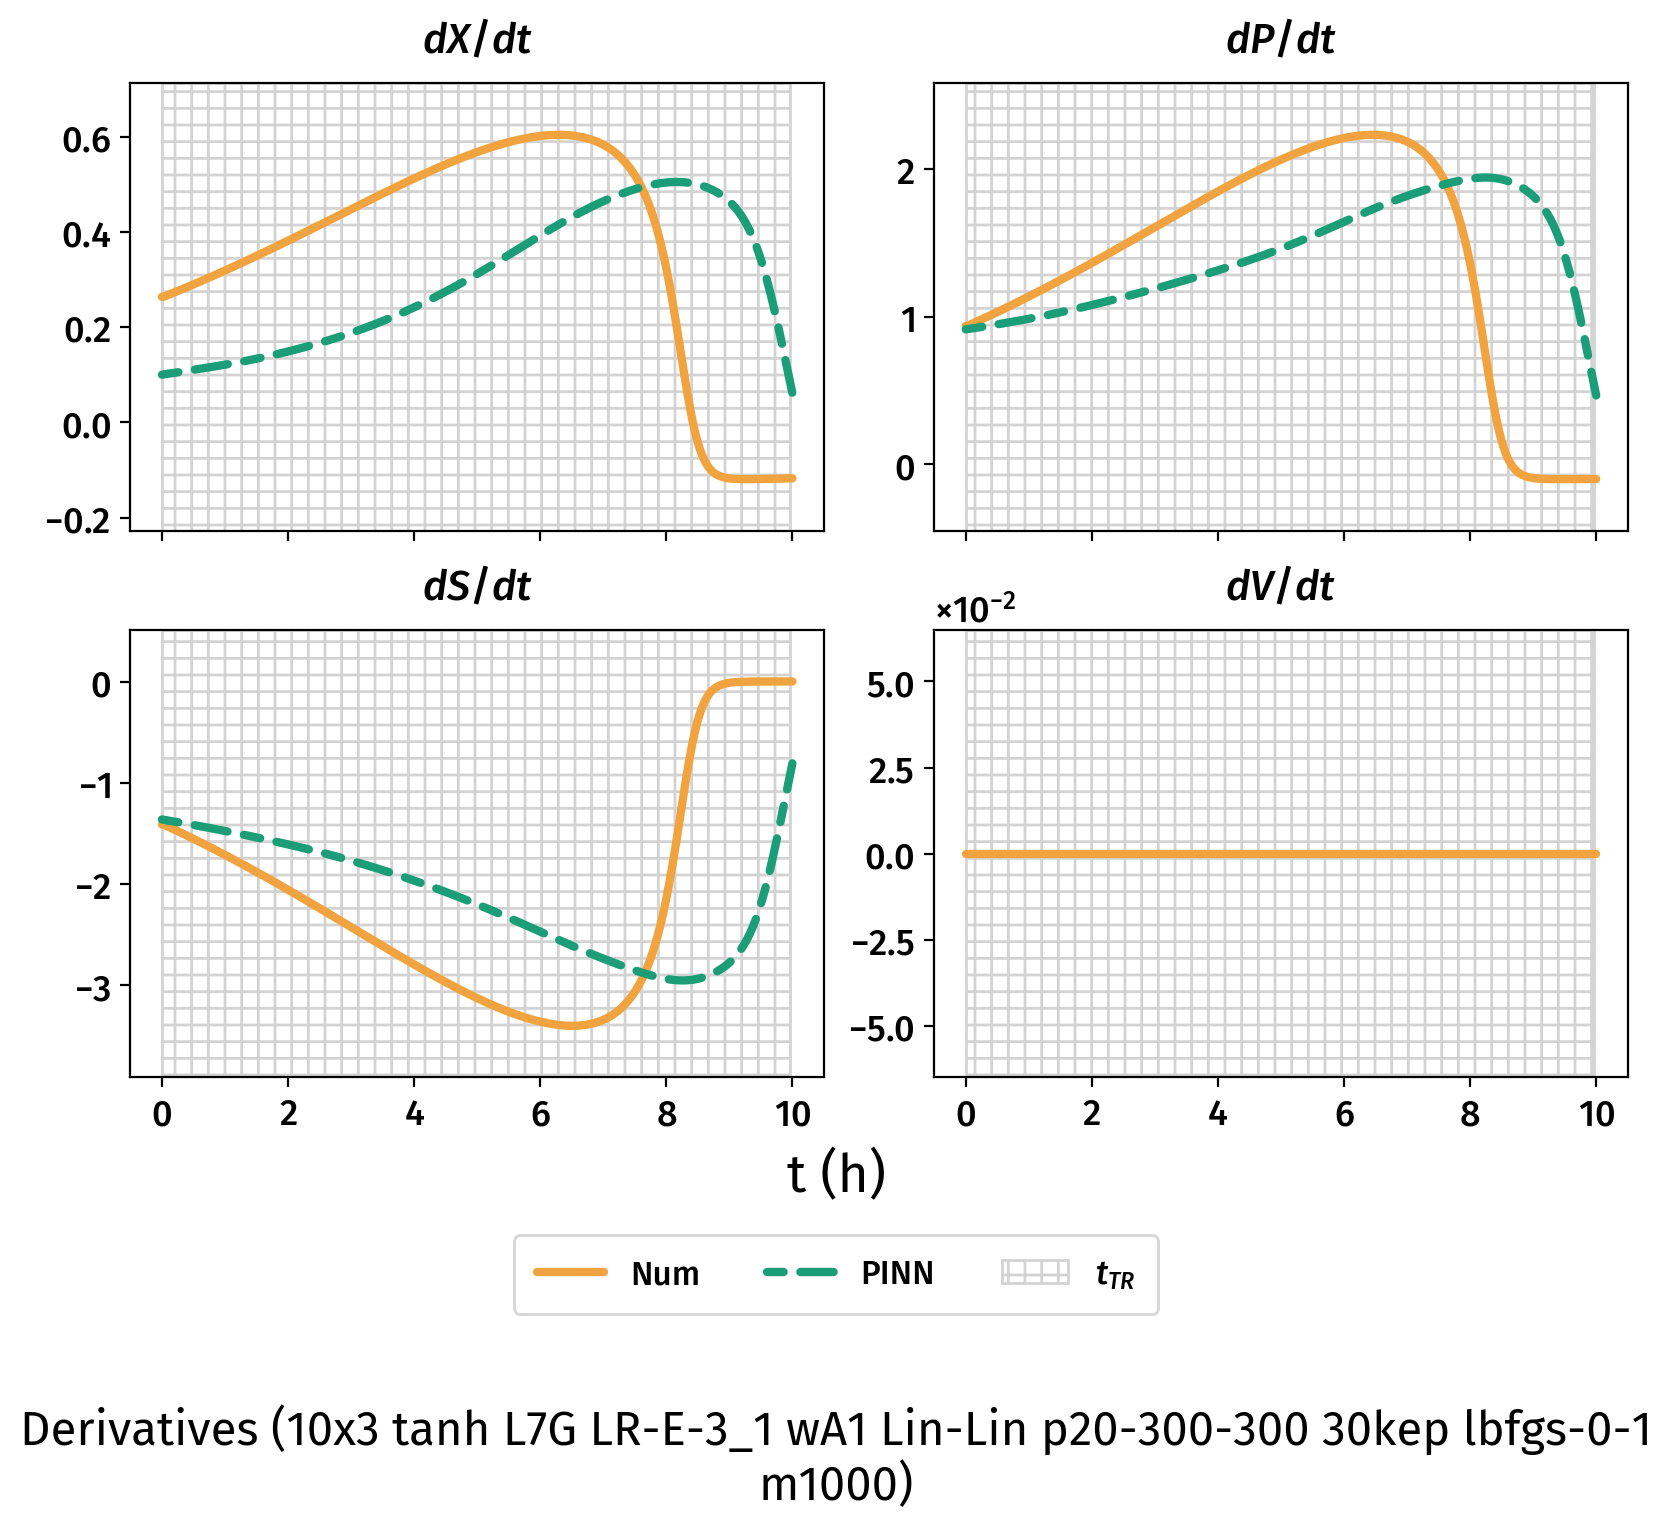 dX/dt
dP/dt
0.6
0.4
0.2
0.0
−0.2
2
1
0
dS/dt
dV/dt
×10−2
0
−1
−2
−3
5.0
2.5
0.0
−2.5
−5.0
0 2 4 6 8 10
0 2 4 6 8 10
t (h)
Num PINN tTR
Derivatives (10x3 tanh L7G LR-E-3_1 wA1 Lin-Lin p20-300-300 30kep lbfgs-0-1
m1000)